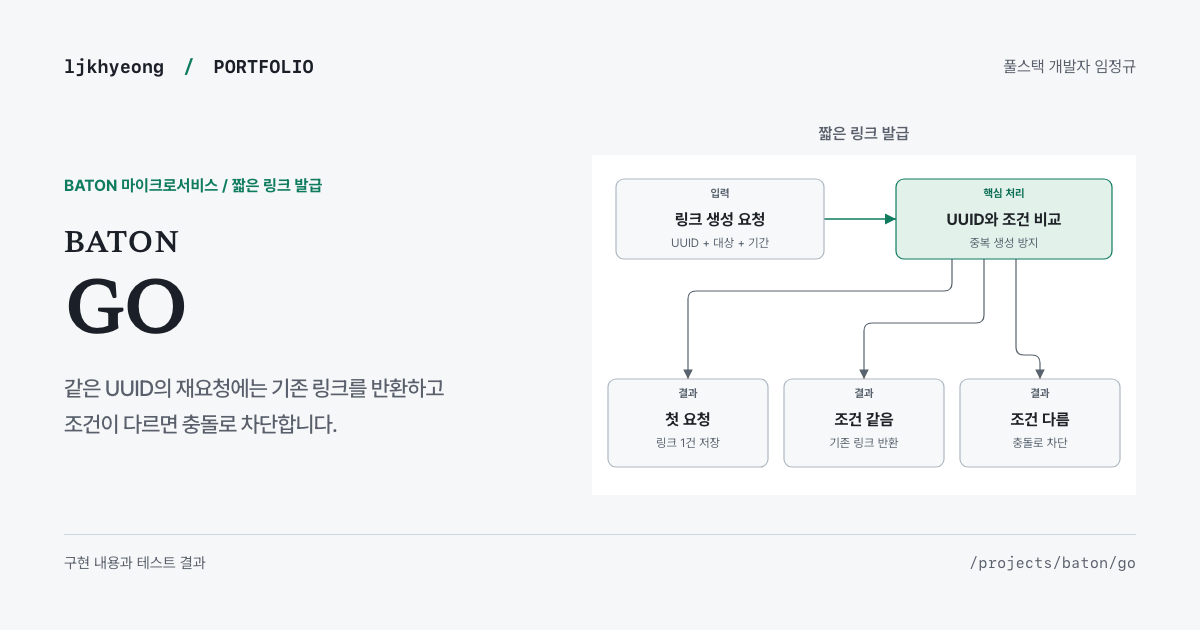 ljkhyeong / PORTFOLIO
풀스택 개발자 임정규
BATON 마이크로서비스 / 짧은 링크 발급
BATON
GO
같은 UUID의 재요청에는 기존 링크를 반환하고
조건이 다르면 충돌로 차단합니다.
짧은 링크 발급
입력
링크 생성 요청
UUID + 대상 + 기간
핵심 처리
UUID와 조건 비교
중복 생성 방지
결과
첫 요청
링크 1건 저장
결과
조건 같음
기존 링크 반환
결과
조건 다름
충돌로 차단
구현 내용과 테스트 결과
/projects/baton/go